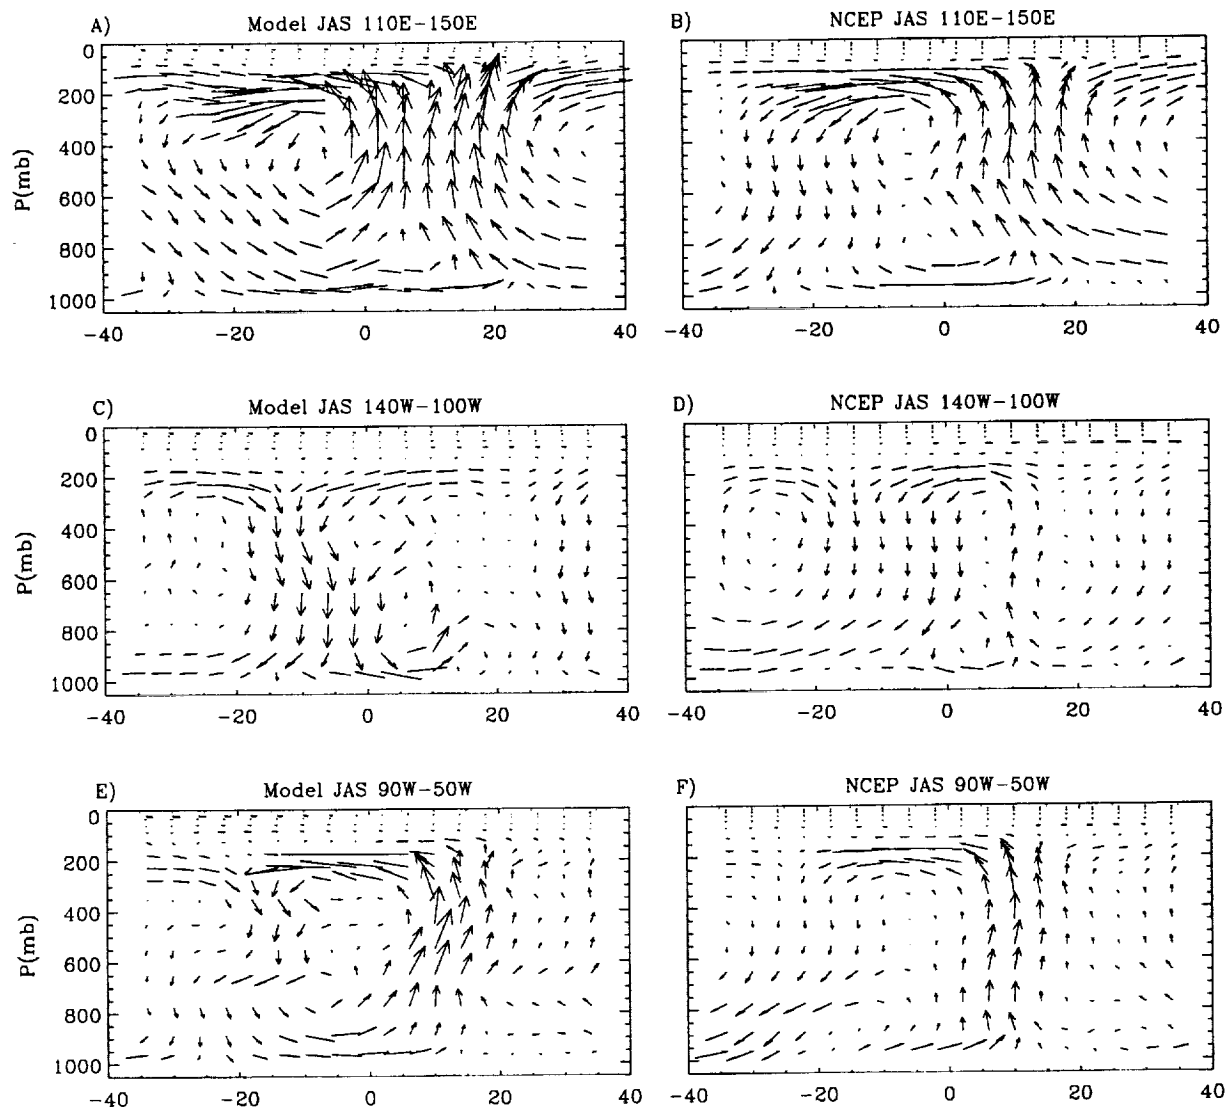 A) Model JAS 110E-150E
B) NCEP JAS 110E-150E
0
200
400
600
800
1000
P(mb)
-40 -20 0 20 40
-40 -20 0 20 40
C) Model JAS 140W-100W
D) NCEP JAS 140W-100W
0
200
400
600
800
1000
P(mb)
-40 -20 0 20 40
-40 -20 0 20 40
E) Model JAS 90W-50W
F) NCEP JAS 90W-50W
0
200
400
600
800
1000
P(mb)
-40 -20 0 20 40
-40 -20 0 20 40